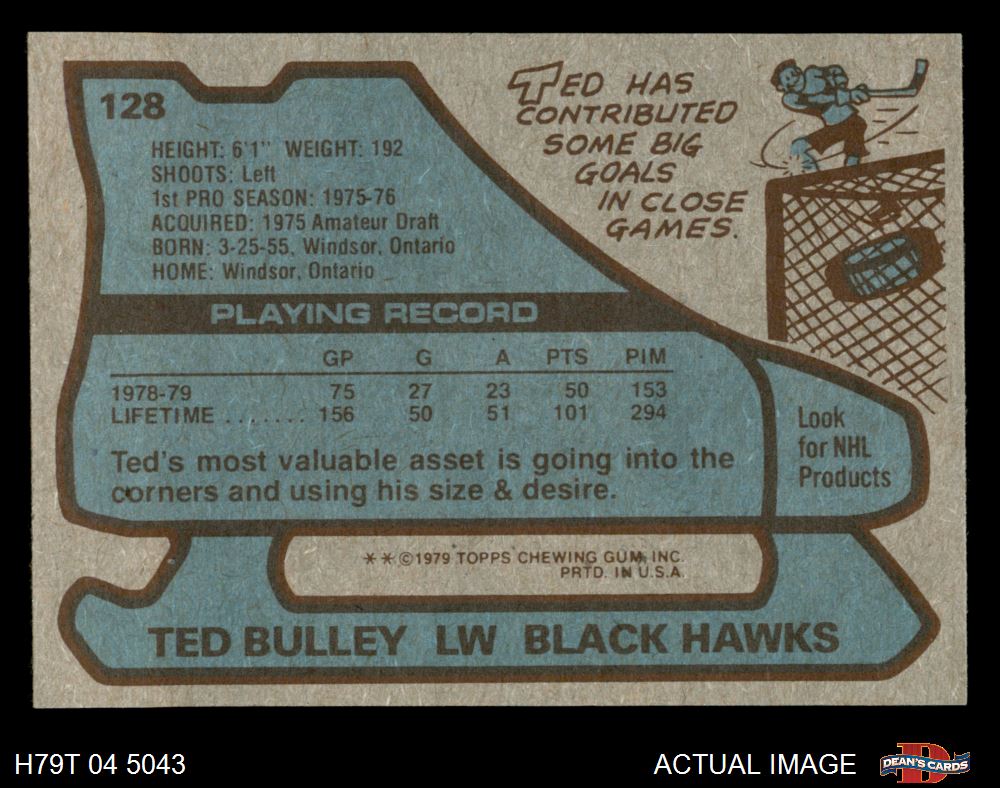 128
HEIGHT: 6'1" WEIGHT: 192
SHOOTS: Left
1st PRO SEASON: 1975-76
ACQUIRED: 1975 Amateur Draft
BORN: 3-25-55, Windsor, Ontario
HOME: Windsor, Ontario
TED HAS
CONTRIBUTED
SOME BIG
GOALS
IN CLOSE
GAMES.
PLAYING RECORD
GP G A PTS PIM
1978-79 75 27 23 50 153
LIFETIME ....... 156 50 51 101 294
Ted's most valuable asset is going into the
corners and using his size & desire.
Look
for NHL
Products
**©1979 TOPPS CHEWING GUM, INC.
PRTD. IN U.S.A.
TED BULLEY LW BLACK HAWKS
H79T 04 5043
ACTUAL IMAGE
D
DEAN'S CARDS